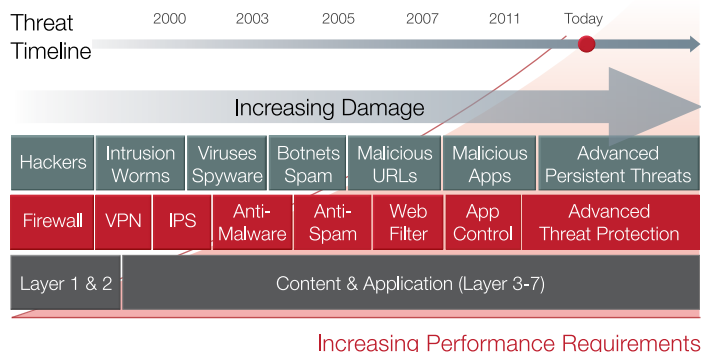 Threat
Timeline
2000 2003 2005 2007 2011 Today
Increasing Damage
Hackers
Intrusion
Worms
Viruses
Spyware
Botnets
Spam
Malicious
URLs
Malicious
Apps
Advanced
Persistent Threats
Firewall
VPN
IPS
Anti-
Malware
Anti-
Spam
Web
Filter
App
Control
Advanced
Threat Protection
Layer 1 & 2
Content & Application (Layer 3-7)
Increasing Performance Requirements